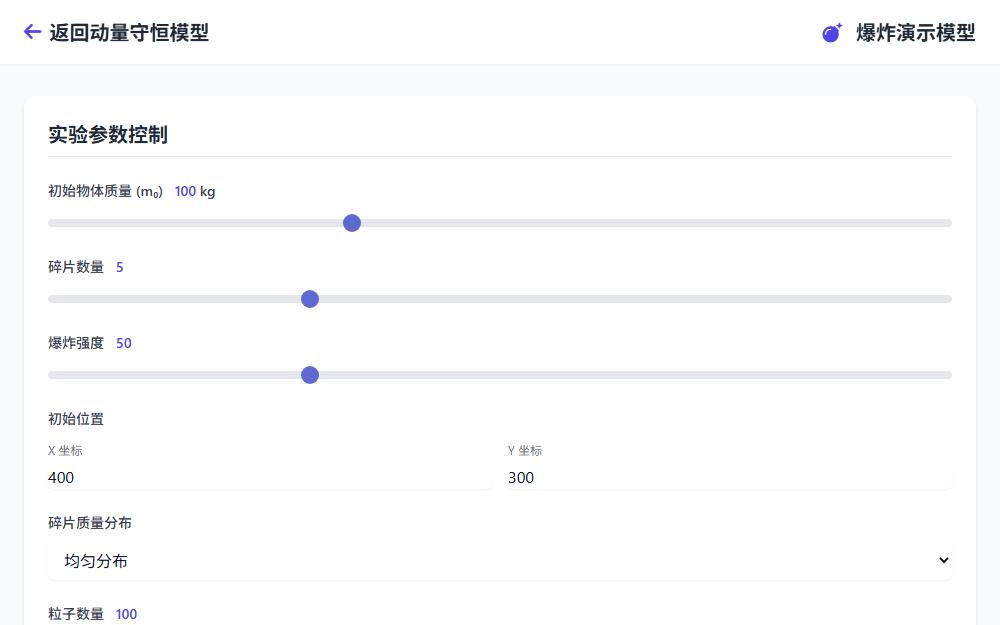 返回动量守恒模型
爆炸演示模型
实验参数控制
初始物体质量 (m₀) 100 kg
碎片数量 5
爆炸强度 50
初始位置
X 坐标
Y 坐标
400
300
碎片质量分布
均匀分布
粒子数量 100